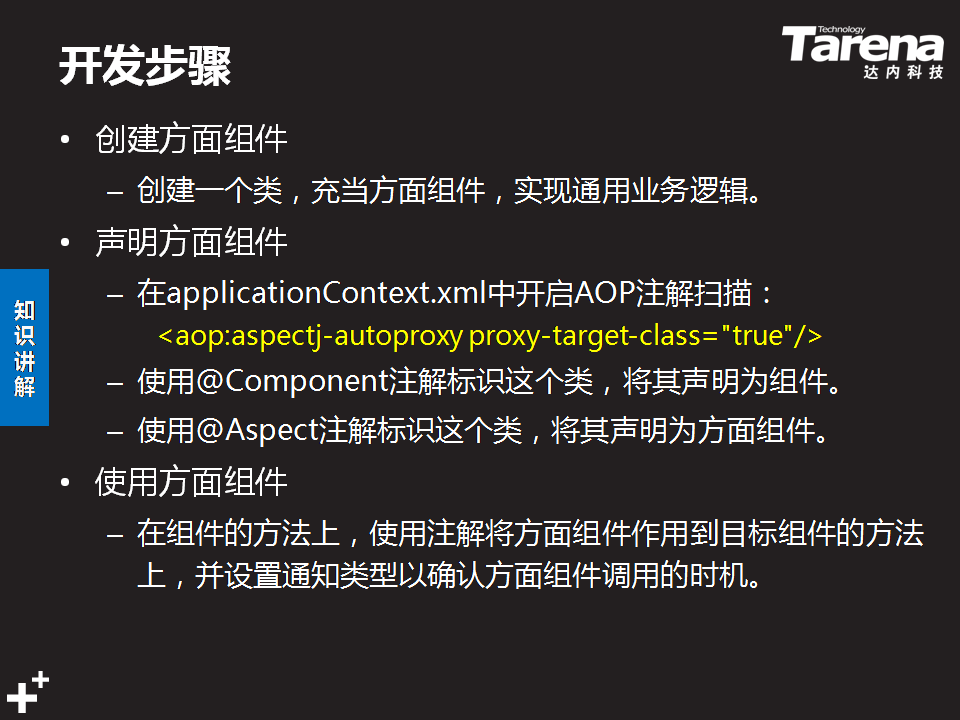 Technology
Tarena
达内科技
开发步骤
• 创建方面组件
– 创建一个类，充当方面组件，实现通用业务逻辑。
• 声明方面组件
– 在applicationContext.xml中开启AOP注解扫描：
<aop:aspectj-autoproxy proxy-target-class="true"/>
– 使用@Component注解标识这个类，将其声明为组件。
– 使用@Aspect注解标识这个类，将其声明为方面组件。
• 使用方面组件
– 在组件的方法上，使用注解将方面组件作用到目标组件的方法
上，并设置通知类型以确认方面组件调用的时机。
知识讲解